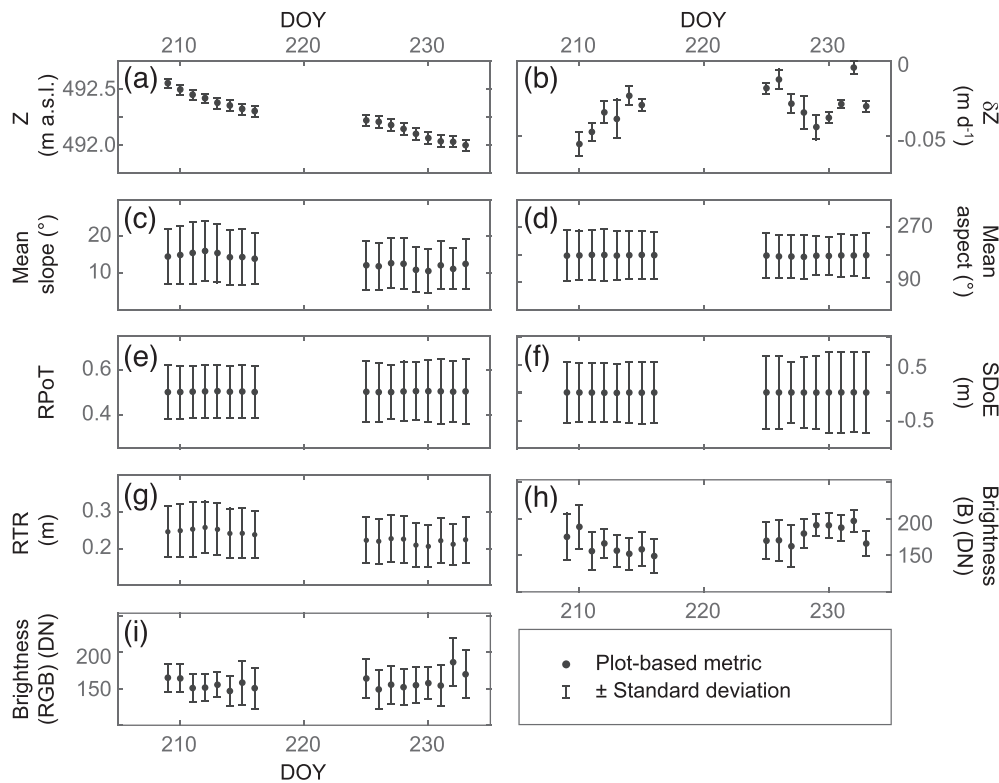 DOY DOY
210 220 230 210 220 230
(a) (b)
Z
(m a.s.l.)
492.5
492.0
0
-0.05
δZ
(m d⁻¹)
(c) (d)
Mean
slope (°)
20
10
270
90
Mean
aspect (°)
(e) (f)
RPoT
0.6
0.4
0.5
-0.5
SDoE
(m)
(g) (h)
RTR
(m)
0.3
0.2
200
150
Brightness
(B) (DN)
210 220 230
(i)
Brightness
(RGB) (DN)
200
150
210 220 230
DOY
Plot-based metric
± Standard deviation